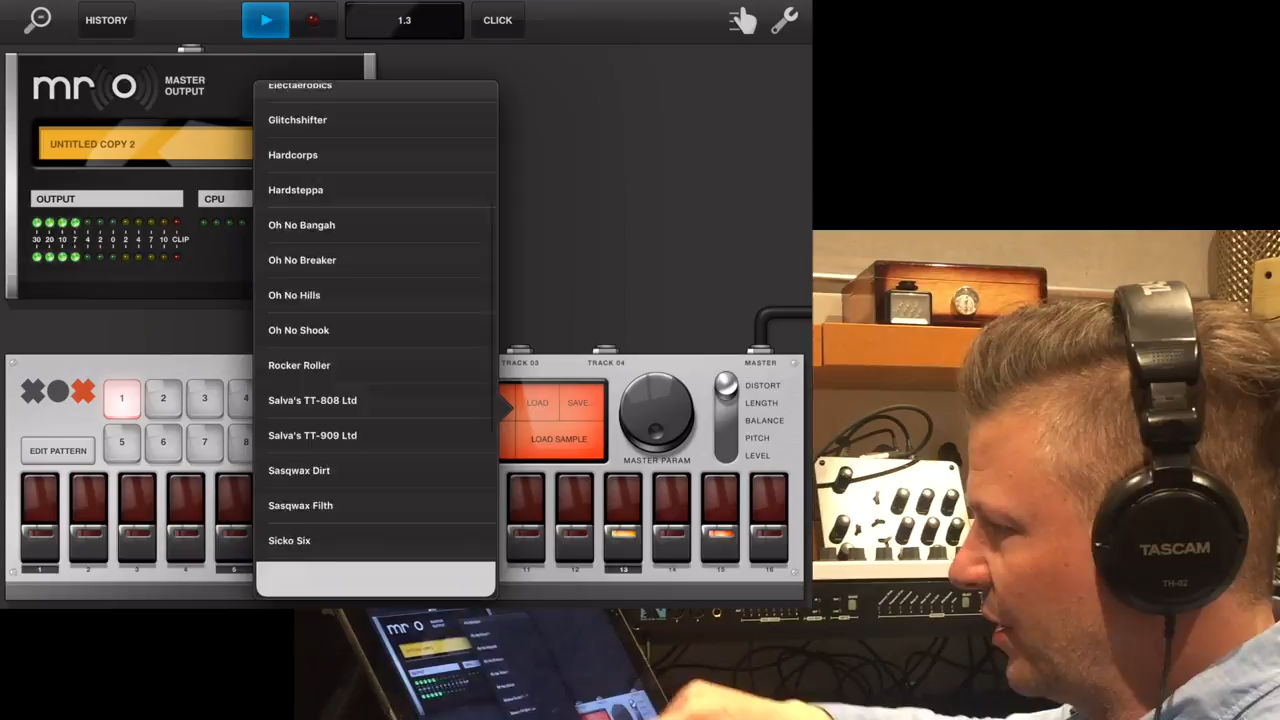 HISTORY
1.3
CLICK
mr o
MASTER
OUTPUT
UNTITLED COPY 2
OUTPUT
CPU
30 20 10 7 4 2 0 2 4 7 10 CLIP
Electaerobics
Glitchshifter
Hardcorps
Hardsteppa
Oh No Bangah
Oh No Breaker
Oh No Hills
Oh No Shook
Rocker Roller
Salva's TT-808 Ltd
Salva's TT-909 Ltd
Sasqwax Dirt
Sasqwax Filth
Sicko Six
TRACK 03
TRACK 04
MASTER
1
2
3
4
5
6
7
8
EDIT PATTERN
LOAD
SAVE..
LOAD SAMPLE
MASTER PARAM
DISTORT
LENGTH
BALANCE
PITCH
LEVEL
1 2 3 4 5 11 12 13 14 15 16
TASCAM
TH-02
mr o